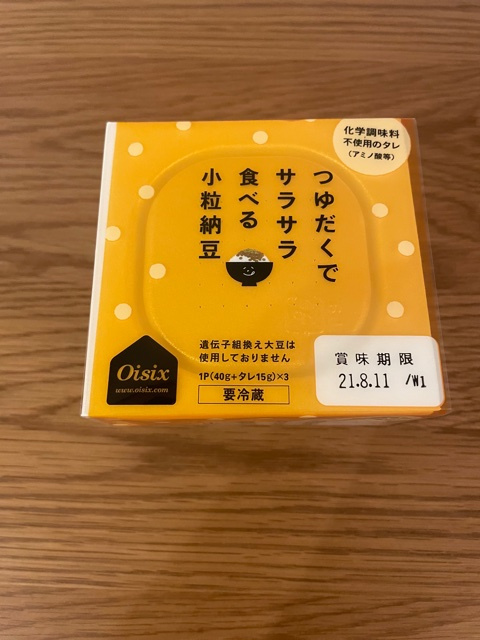 化学調味料
不使用のタレ
(アミノ酸等)
つゆだくで
サラサラ
食べる
小粒納豆
遺伝子組換え大豆は
使用しておりません
1P(40g+タレ15g)×3
要冷蔵
Oisix
www.oisix.com
賞味期限
21.8.11 /W1